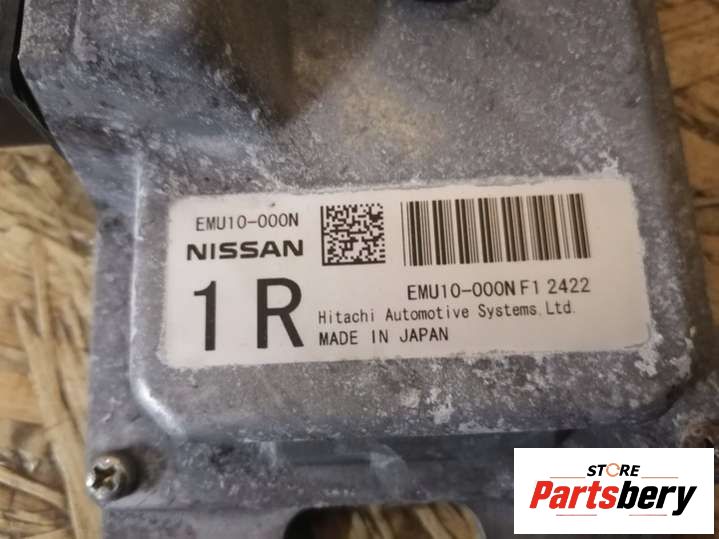 EMU10-000N
NISSAN
1R
EMU10-000N F1 2422
Hitachi Automotive Systems, Ltd.
MADE IN JAPAN
STORE
Partsbery